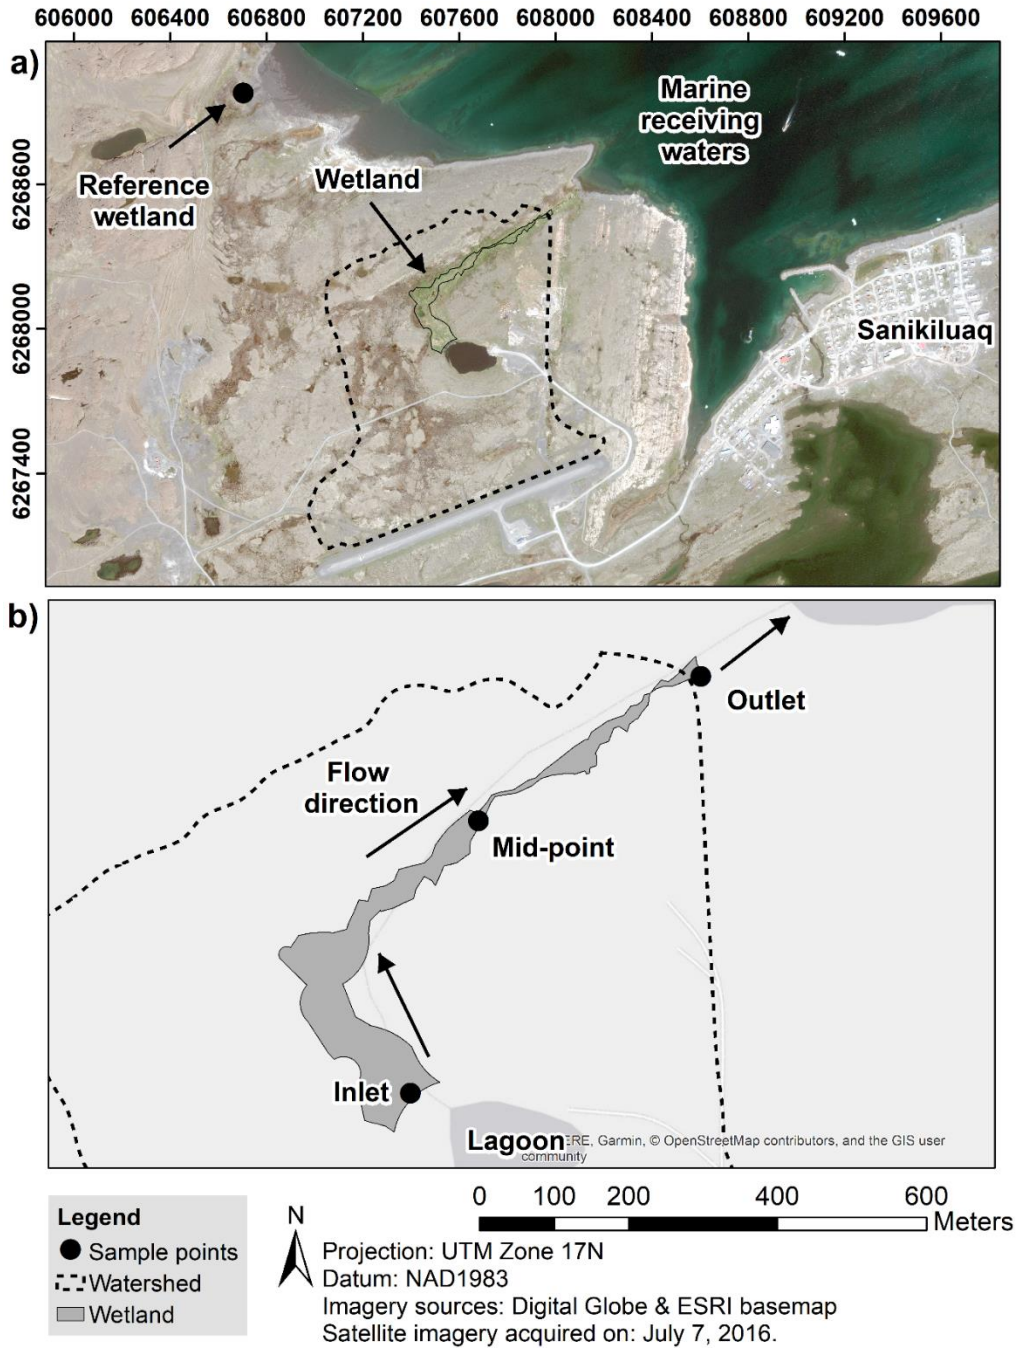 606000 606400 606800 607200 607600 608000 608400 608800 609200 609600
a)
Marine
receiving
waters
Reference
wetland
Wetland
Sanikiluaq
6268600
6268000
6267400
b)
Outlet
Flow
direction
Mid-point
Inlet
Lagoon
ERE, Garmin, © OpenStreetMap contributors, and the GIS user
community
Legend
Sample points
Watershed
Wetland
N
0 100 200 400 600
Meters
Projection: UTM Zone 17N
Datum: NAD1983
Imagery sources: Digital Globe & ESRI basemap
Satellite imagery acquired on: July 7, 2016.